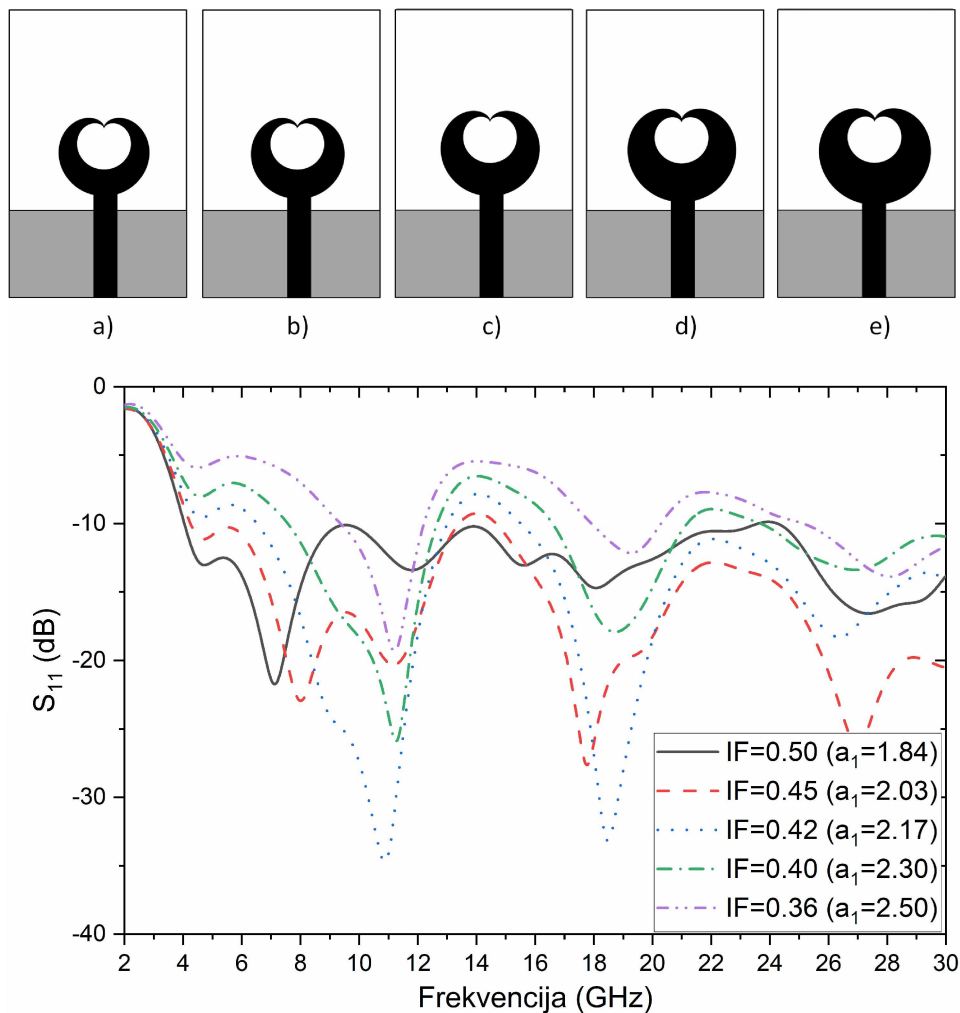 a) b) c) d) e)
0
-10
-20
-30
-40
S₁₁ (dB)
IF=0.50 (a₁=1.84)
IF=0.45 (a₁=2.03)
IF=0.42 (a₁=2.17)
IF=0.40 (a₁=2.30)
IF=0.36 (a₁=2.50)
2 4 6 8 10 12 14 16 18 20 22 24 26 28 30
Frekvencija (GHz)